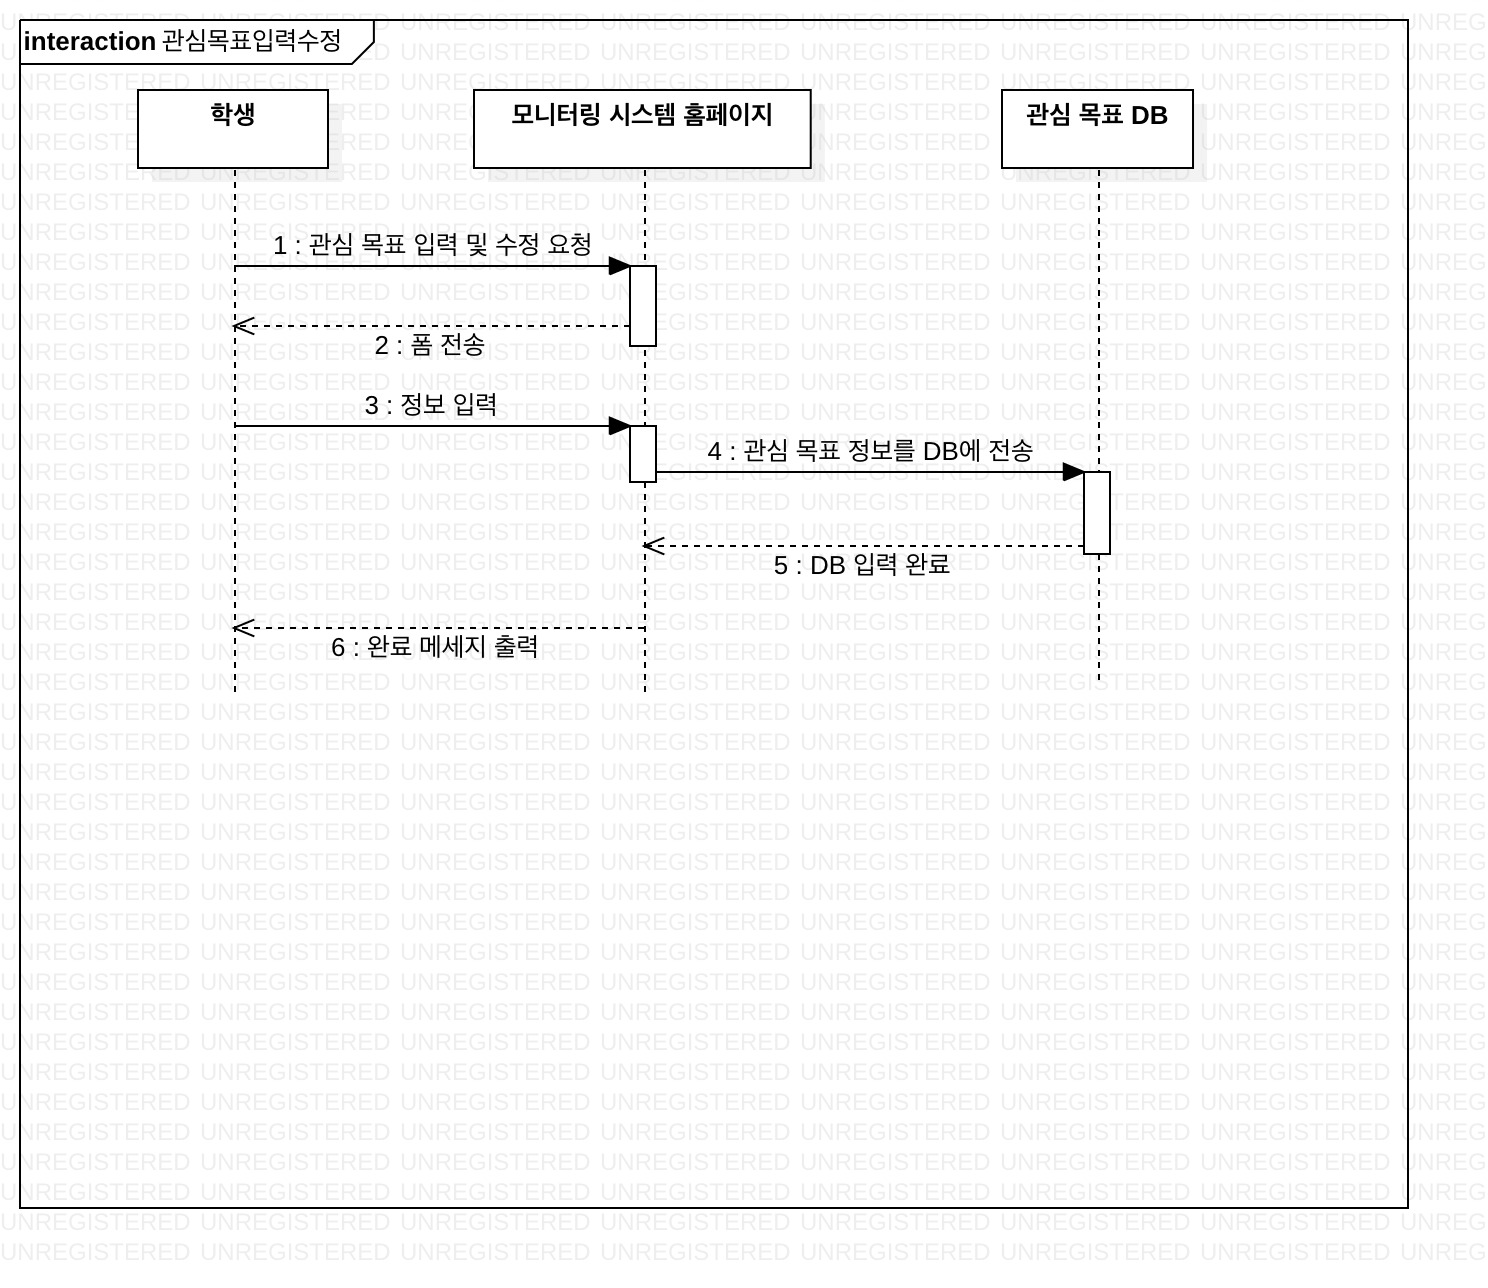 interaction 관심목표입력수정
학생
모니터링 시스템 홈페이지
관심 목표 DB
1 : 관심 목표 입력 및 수정 요청
2 : 폼 전송
3 : 정보 입력
4 : 관심 목표 정보를 DB에 전송
5 : DB 입력 완료
6 : 완료 메세지 출력
UNREGISTERED